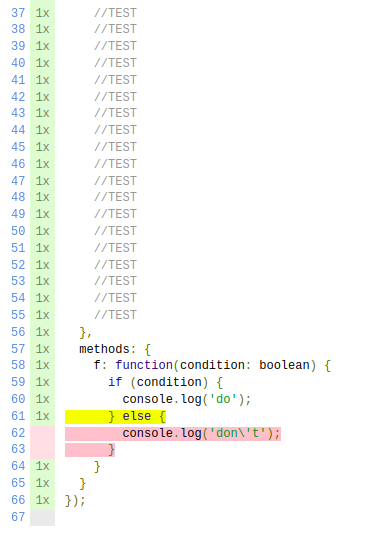 37 1x     //TEST
38 1x     //TEST
39 1x     //TEST
40 1x     //TEST
41 1x     //TEST
42 1x     //TEST
43 1x     //TEST
44 1x     //TEST
45 1x     //TEST
46 1x     //TEST
47 1x     //TEST
48 1x     //TEST
49 1x     //TEST
50 1x     //TEST
51 1x     //TEST
52 1x     //TEST
53 1x     //TEST
54 1x     //TEST
55 1x     //TEST
56 1x   },
57 1x   methods: {
58 1x     f: function(condition: boolean) {
59 1x       if (condition) {
60 1x         console.log('do');
61 1x       } else {
62            console.log('don\'t');
63          }
64 1x     }
65 1x   }
66 1x });
67